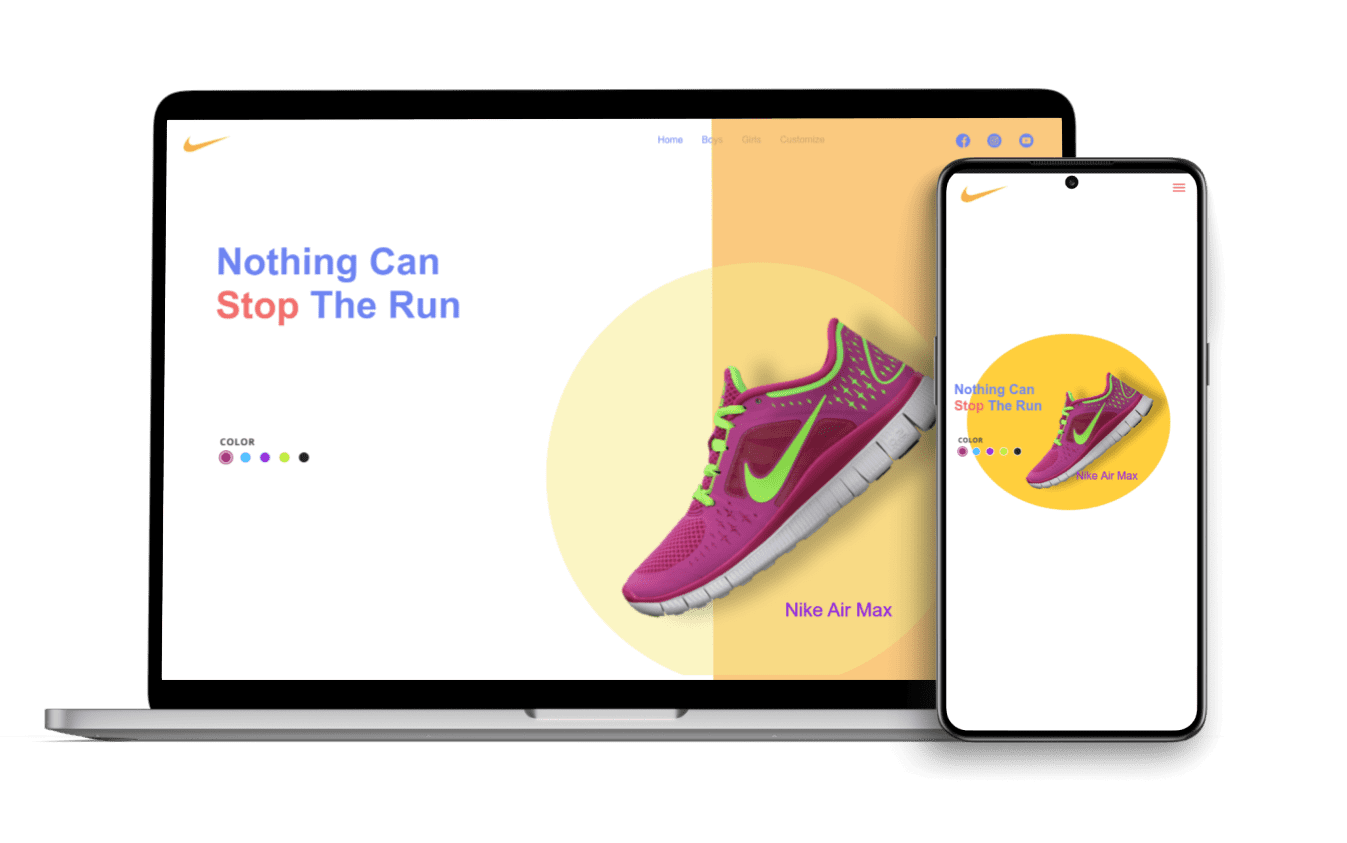 Home Boys Girls Customize
Nothing Can
Stop The Run
COLOR
Nike Air Max
Nothing Can
Stop The Run
COLOR
Nike Air Max